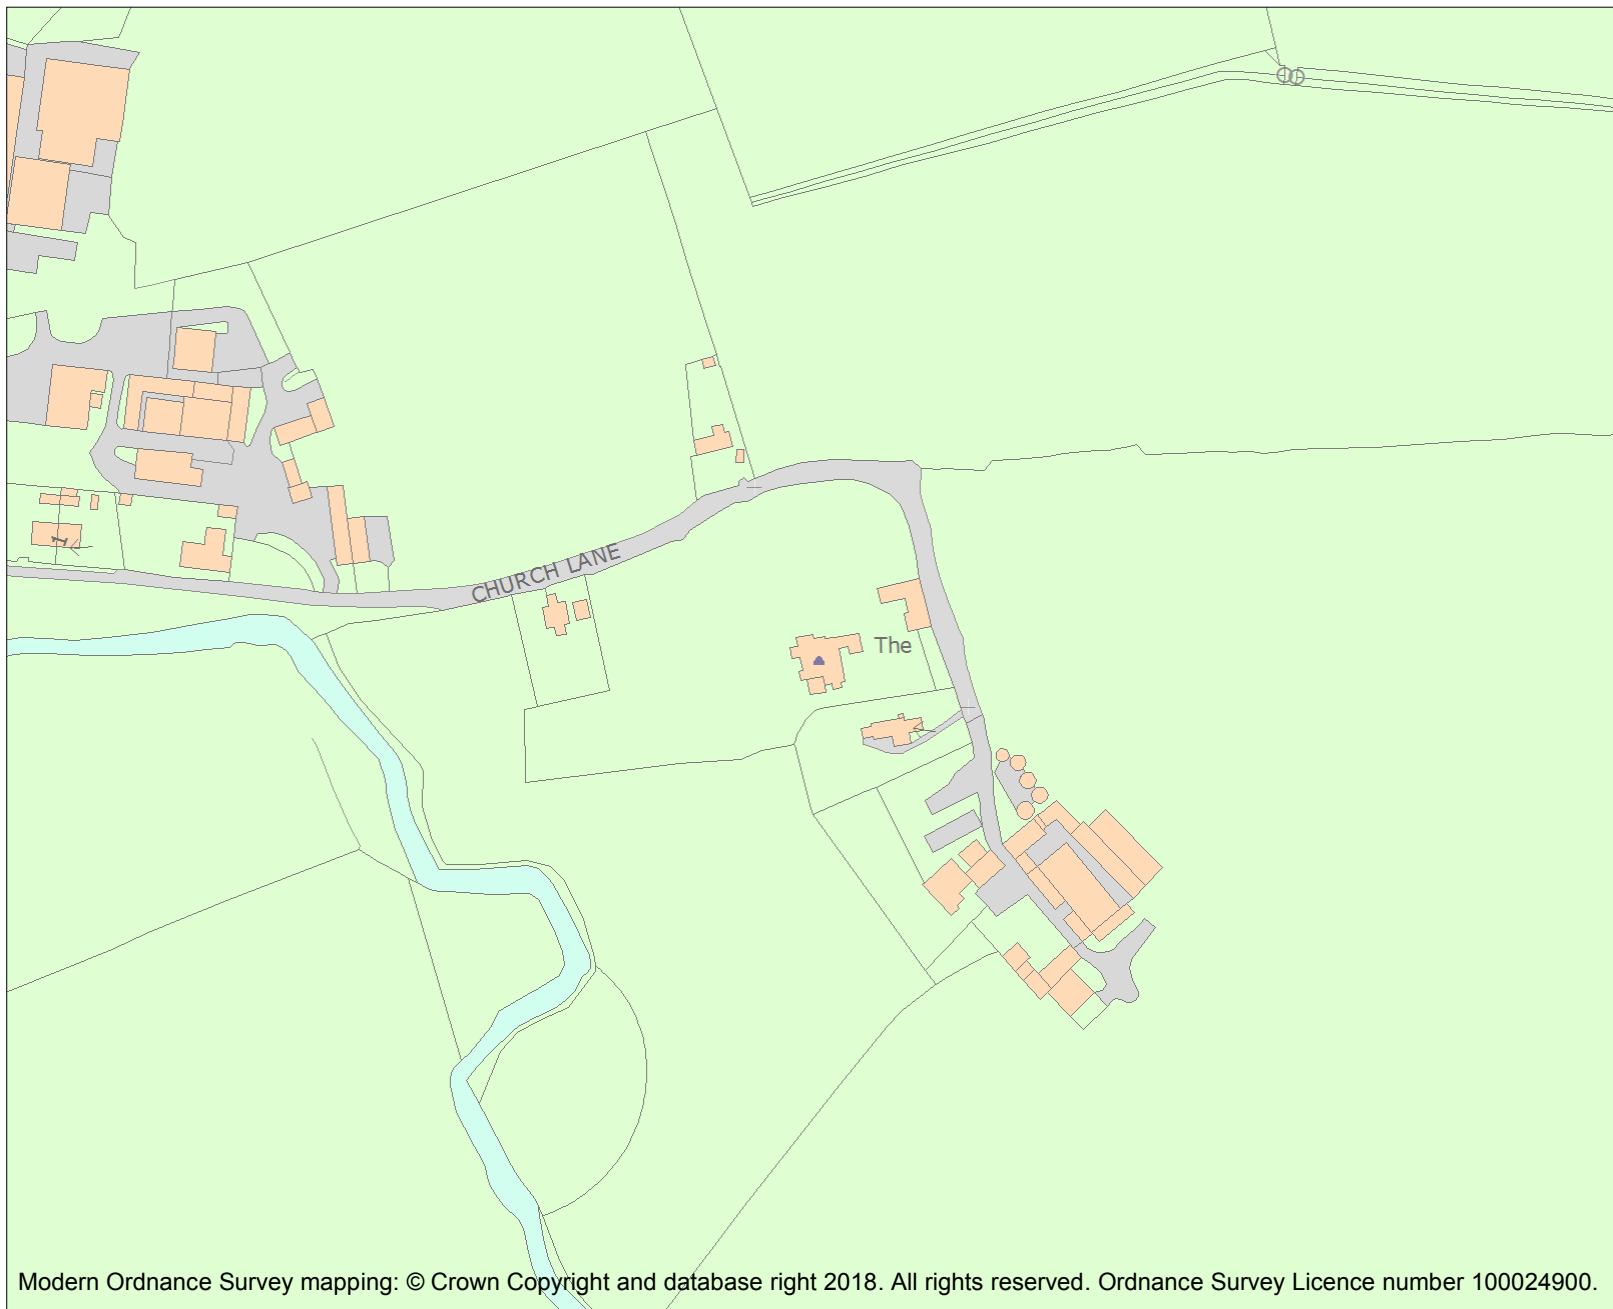 1
CHURCH LANE
The
Modern Ordnance Survey mapping: © Crown Copyright and database right 2018. All rights reserved. Ordnance Survey Licence number 100024900.